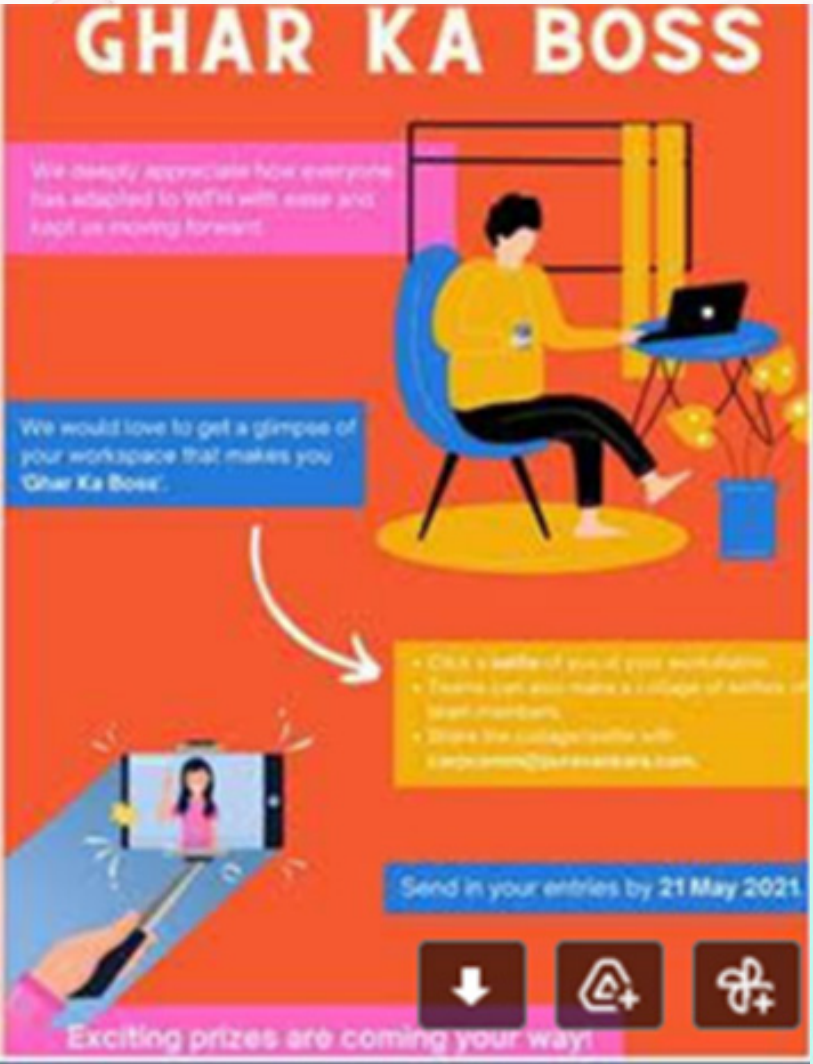 GHAR KA BOSS
We deeply appreciate how everyone
has adapted to WFH with ease and
kept us moving forward.
We would love to get a glimpse of
your workspace that makes you
'Ghar Ka Boss'.
• Click a selfie of you at your workstation.
• Teams can also make a collage of selfies of
team members.
• Share the collage/selfie with
corpcomm@puravankara.com.
Send in your entries by 21 May 2021.
Exciting prizes are coming your way!